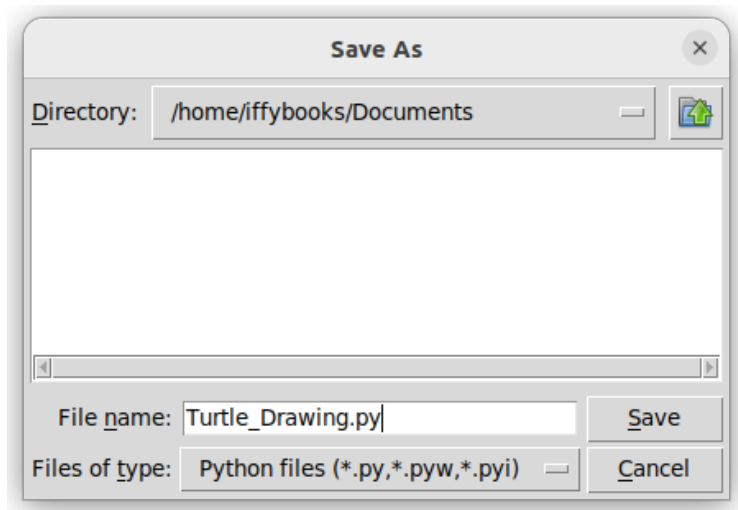 Save As
Directory: /home/iffybooks/Documents
File name: Turtle_Drawing.py Save
Files of type: Python files (*.py,*.pyw,*.pyi) Cancel